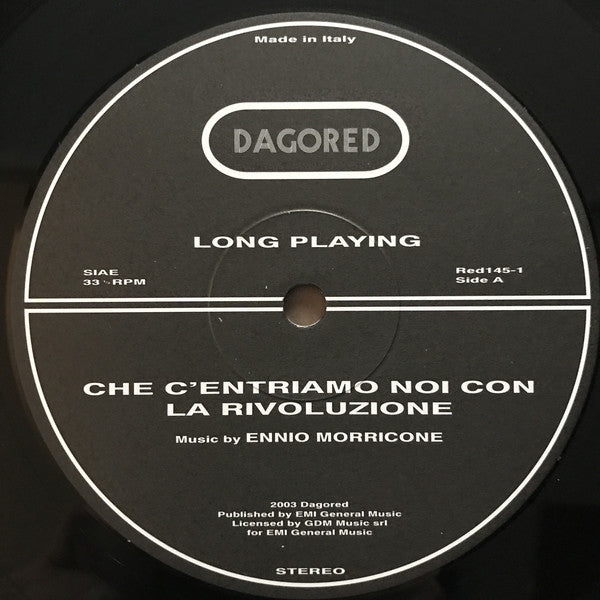 Made in Italy
DAGORED
LONG PLAYING
SIAE
33 ⅓ RPM
Red145-1
Side A
CHE C'ENTRIAMO NOI CON
LA RIVOLUZIONE
Music by ENNIO MORRICONE
2003 Dagored
Published by EMI General Music
Licensed by GDM Music srl
for EMI General Music
STEREO